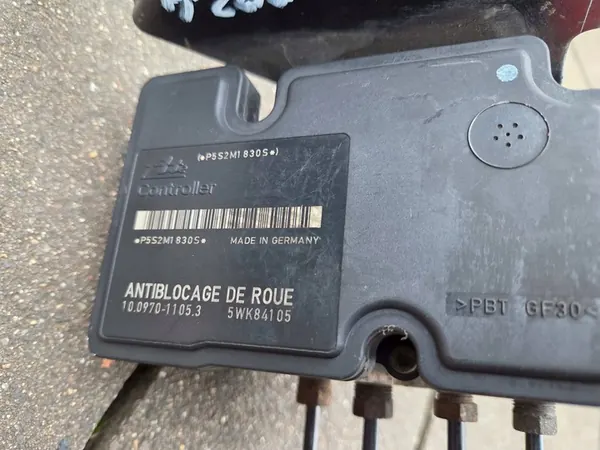 (●P5S2M1830S●)
Controller
●P5S2M1830S●
MADE IN GERMANY
ANTIBLOCAGE DE ROUE
10.0970-1105.3 5WK84105
>PBT GF30<